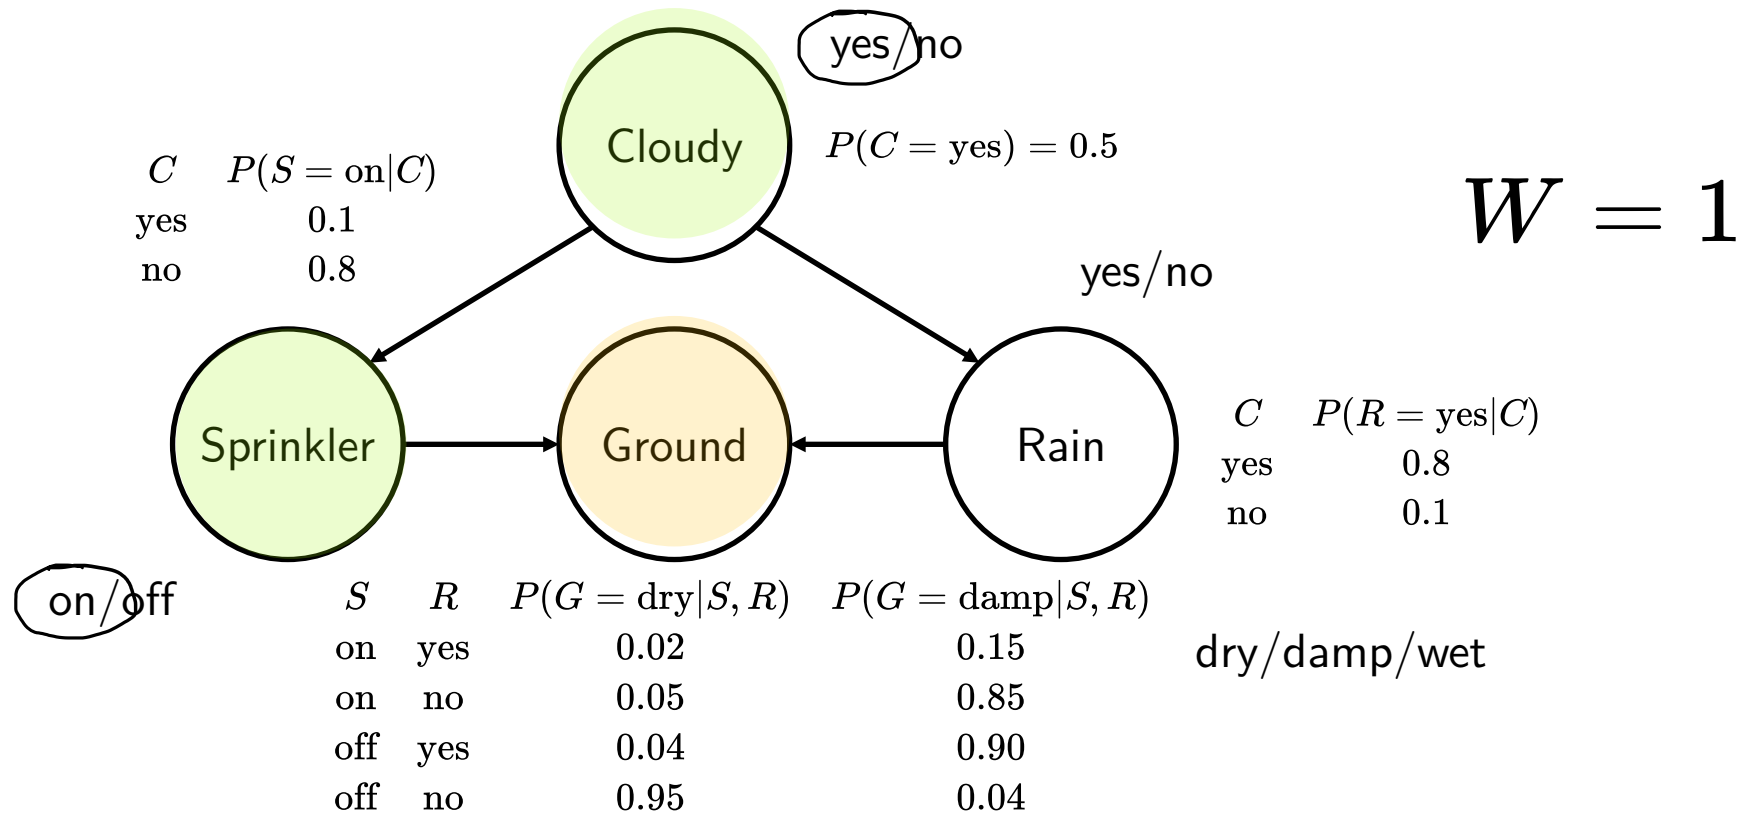 yes/no
Cloudy
P(C = yes) = 0.5
W = 1
C P(S = on|C)
yes 0.1
no 0.8
yes/no
Sprinkler
Ground
Rain
C P(R = yes|C)
yes 0.8
no 0.1
on/off
S R P(G = dry|S, R) P(G = damp|S, R)
on yes 0.02 0.15
on no 0.05 0.85
off yes 0.04 0.90
off no 0.95 0.04
dry/damp/wet